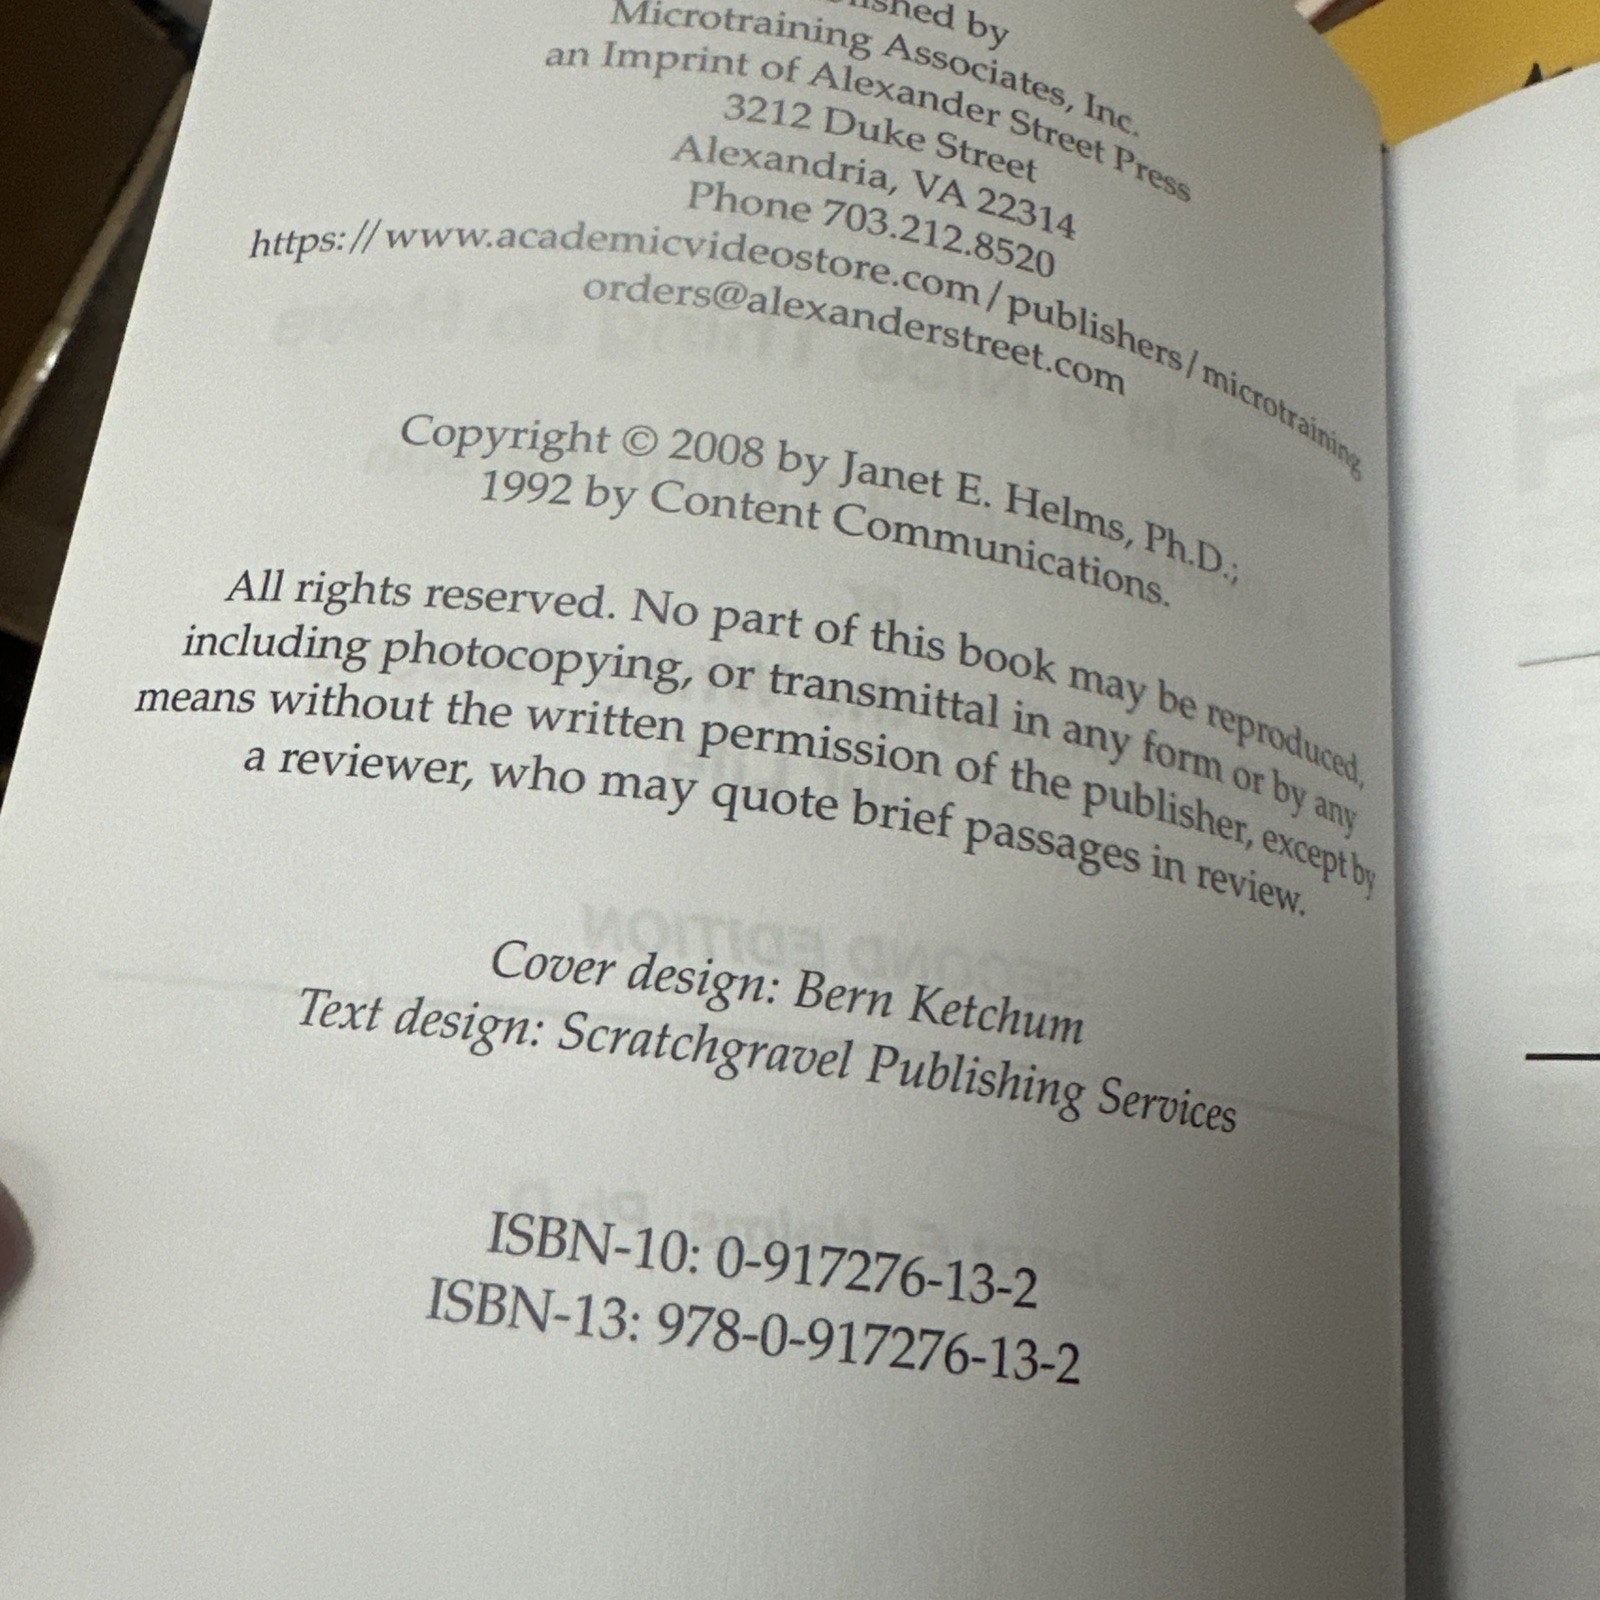 by
Microtraining Associates, Inc.
an Imprint of Alexander Street Press
3212 Duke Street
Alexandria, VA 22314
Phone 703.212.8520
https://www.academicvideostore.com/publishers/microtraining
orders@alexanderstreet.com
Copyright © 2008 by Janet E. Helms, Ph.D.;
1992 by Content Communications.
All rights reserved. No part of this book may be reproduced,
including photocopying, or transmittal in any form or by any
means without the written permission of the publisher, except by
a reviewer, who may quote brief passages in review.
Cover design: Bern Ketchum
Text design: Scratchgravel Publishing Services
ISBN-10: 0-917276-13-2
ISBN-13: 978-0-917276-13-2